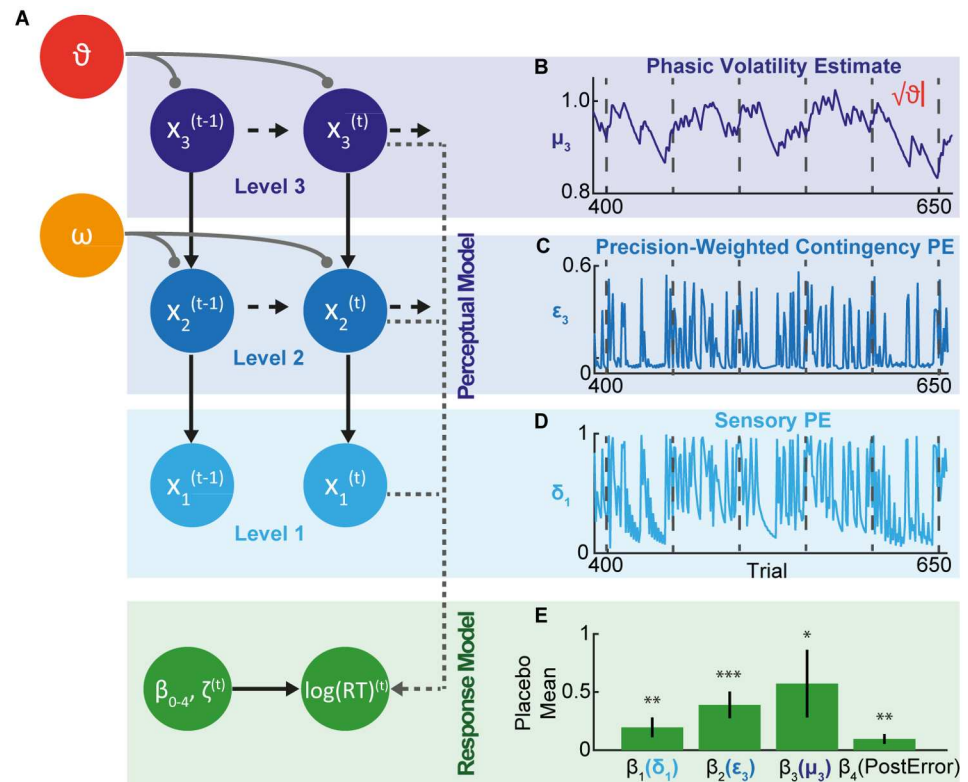 A
ϑ
x₃⁽ᵗ⁻¹⁾
x₃⁽ᵗ⁾
Level 3
ω
x₂⁽ᵗ⁻¹⁾
x₂⁽ᵗ⁾
Level 2
x₁⁽ᵗ⁻¹⁾
x₁⁽ᵗ⁾
Level 1
Perceptual Model
β₀₋₄, ζ⁽ᵗ⁾
log(RT)⁽ᵗ⁾
Response Model
B
Phasic Volatility Estimate
√ϑ|
1.0
μ₃
0.8
400
650
C
Precision-Weighted Contingency PE
0.6
ε₃
0
400
650
D
Sensory PE
1
δ₁
0
400
Trial
650
E
1
0.5
0
Placebo
Mean
**
***
*
**
β₁(δ₁)
β₂(ε₃)
β₃(μ₃)
β₄(PostError)